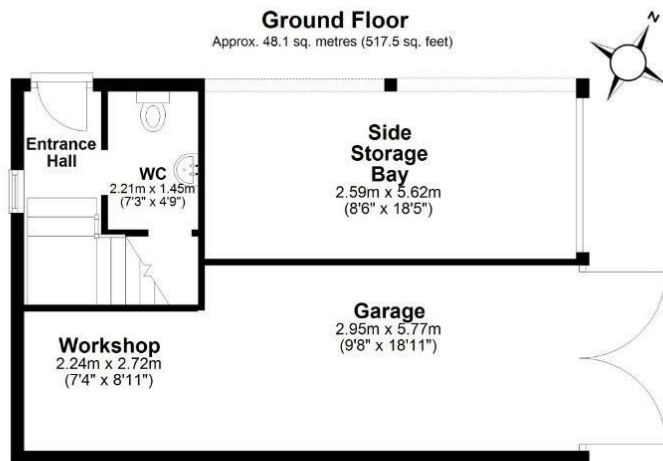 Ground Floor
Approx. 48.1 sq. metres (517.5 sq. feet)
N
Entrance
Hall
WC
2.21m x 1.45m
(7'3" x 4'9")
Side
Storage
Bay
2.59m x 5.62m
(8'6" x 18'5")
Workshop
2.24m x 2.72m
(7'4" x 8'11")
Garage
2.95m x 5.77m
(9'8" x 18'11")